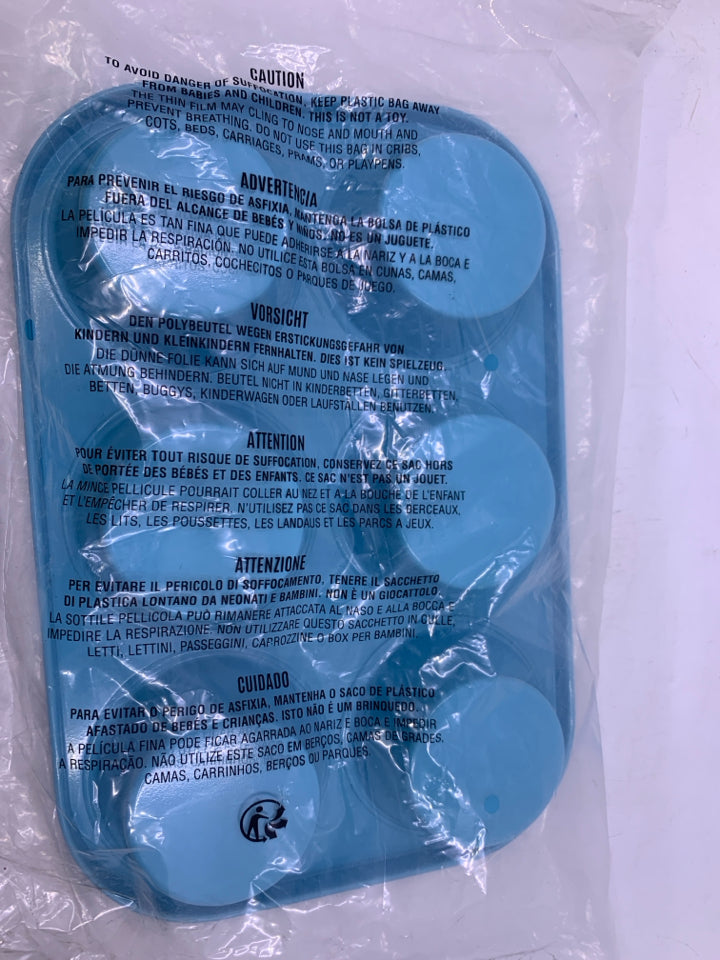 CAUTION
TO AVOID DANGER OF SUFFOCATION, KEEP PLASTIC BAG AWAY
FROM BABIES AND CHILDREN. THIS IS NOT A TOY.
THE THIN FILM MAY CLING TO NOSE AND MOUTH AND
PREVENT BREATHING. DO NOT USE THIS BAG IN CRIBS,
COTS, BEDS, CARRIAGES, PRAMS, OR PLAYPENS.
ADVERTENCIA
PARA PREVENIR EL RIESGO DE ASFIXIA, MANTENGA LA BOLSA DE PLÁSTICO
FUERA DEL ALCANCE DE BEBÉS Y NIÑOS. NO ES UN JUGUETE.
LA PELÍCULA ES TAN FINA QUE PUEDE ADHERIRSE A LA NARIZ Y A LA BOCA E
IMPEDIR LA RESPIRACIÓN. NO UTILICE ESTA BOLSA EN CUNAS, CAMAS,
CARRITOS, COCHECITOS O PARQUES DE JUEGO.
VORSICHT
DEN POLYBEUTEL WEGEN ERSTICKUNGSGEFAHR VON
KINDERN UND KLEINKINDERN FERNHALTEN. DIES IST KEIN SPIELZEUG.
DIE DÜNNE FOLIE KANN SICH AUF MUND UND NASE LEGEN UND
DIE ATMUNG BEHINDERN. BEUTEL NICHT IN KINDERBETTEN, GITTERBETTEN,
BETTEN, BUGGYS, KINDERWAGEN ODER LAUFSTÄLLEN BENUTZEN.
ATTENTION
POUR ÉVITER TOUT RISQUE DE SUFFOCATION, CONSERVEZ CE SAC HORS
DE PORTÉE DES BÉBÉS ET DES ENFANTS. CE SAC N'EST PAS UN JOUET.
LA MINCE PELLICULE POURRAIT COLLER AU NEZ ET A LA BOUCHE DE L'ENFANT
ET L'EMPÊCHER DE RESPIRER. N'UTILISEZ PAS CE SAC DANS LES BERCEAUX,
LES LITS, LES POUSSETTES, LES LANDAUS ET LES PARCS A JEUX.
ATTENZIONE
PER EVITARE IL PERICOLO DI SOFFOCAMENTO, TENERE IL SACCHETTO
DI PLASTICA LONTANO DA NEONATI E BAMBINI. NON È UN GIOCATTOLO.
LA SOTTILE PELLICOLA PUÒ RIMANERE ATTACCATA AL NASO E ALLA BOCCA E
IMPEDIRE LA RESPIRAZIONE. NON UTILIZZARE QUESTO SACCHETTO IN CULLE,
LETTI, LETTINI, PASSEGGINI, CARROZZINE O BOX PER BAMBINI.
CUIDADO
PARA EVITAR O PERIGO DE ASFIXIA, MANTENHA O SACO DE PLÁSTICO
AFASTADO DE BEBÉS E CRIANÇAS. ISTO NÃO É UM BRINQUEDO.
A PELÍCULA FINA PODE FICAR AGARRADA AO NARIZ E BOCA E IMPEDIR
A RESPIRAÇÃO. NÃO UTILIZE ESTE SACO EM BERÇOS, CAMAS DE GRADES,
CAMAS, CARRINHOS, BERÇOS OU PARQUES.